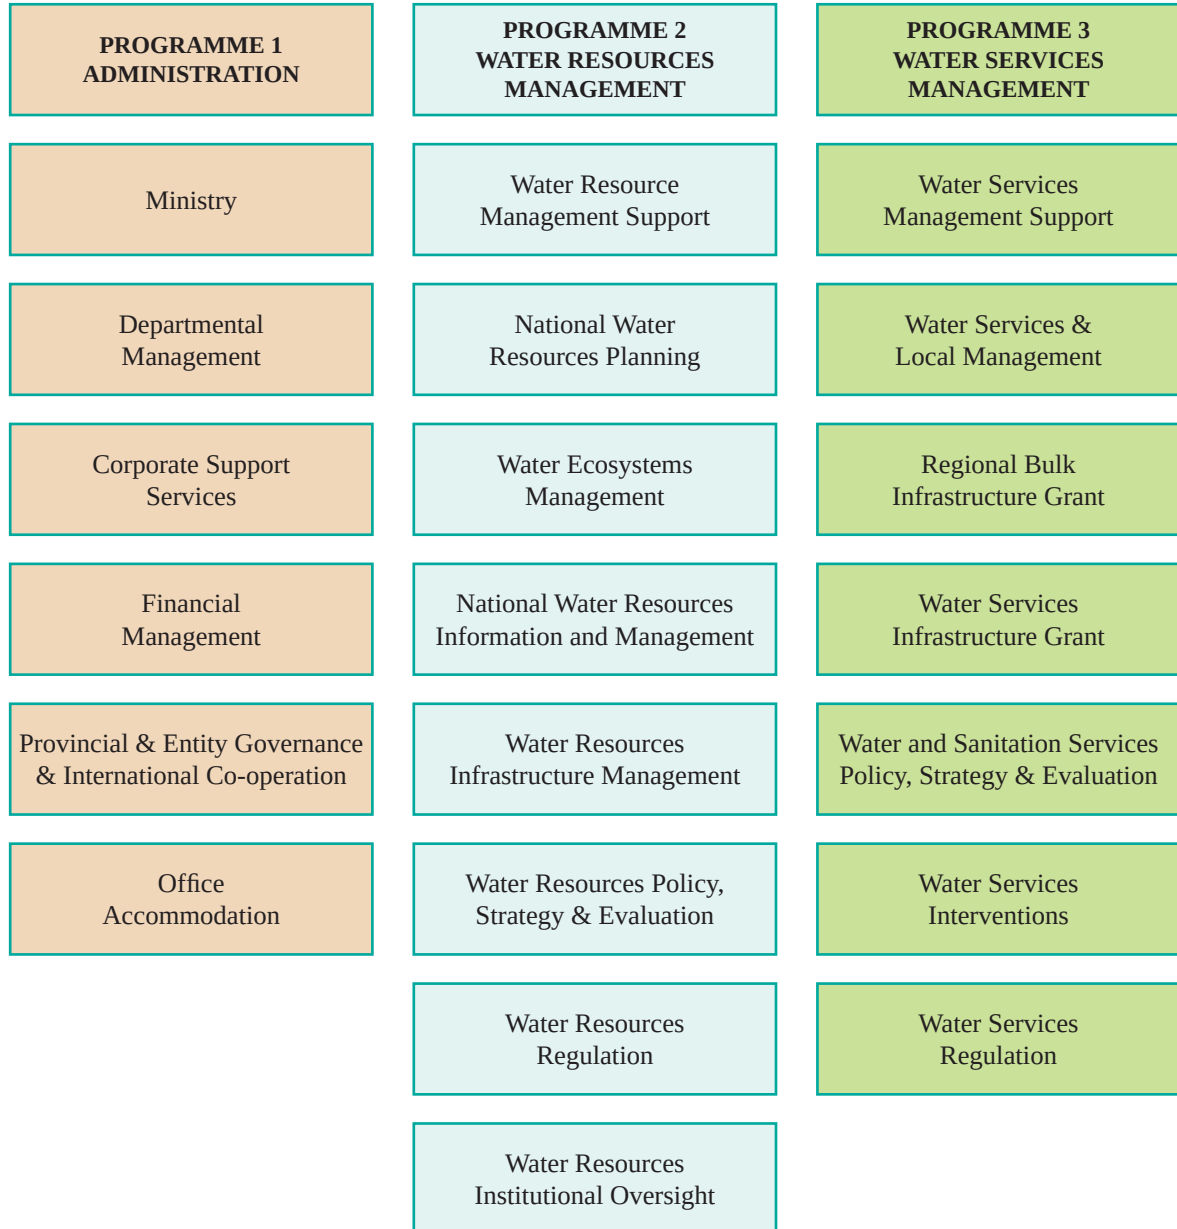 PROGRAMME 1
ADMINISTRATION
Ministry
Departmental
Management
Corporate Support
Services
Financial
Management
Provincial & Entity Governance
& International Co-operation
Office
Accommodation
PROGRAMME 2
WATER RESOURCES
MANAGEMENT
Water Resource
Management Support
National Water
Resources Planning
Water Ecosystems
Management
National Water Resources
Information and Management
Water Resources
Infrastructure Management
Water Resources Policy,
Strategy & Evaluation
Water Resources
Regulation
Water Resources
Institutional Oversight
PROGRAMME 3
WATER SERVICES
MANAGEMENT
Water Services
Management Support
Water Services &
Local Management
Regional Bulk
Infrastructure Grant
Water Services
Infrastructure Grant
Water and Sanitation Services
Policy, Strategy & Evaluation
Water Services
Interventions
Water Services
Regulation